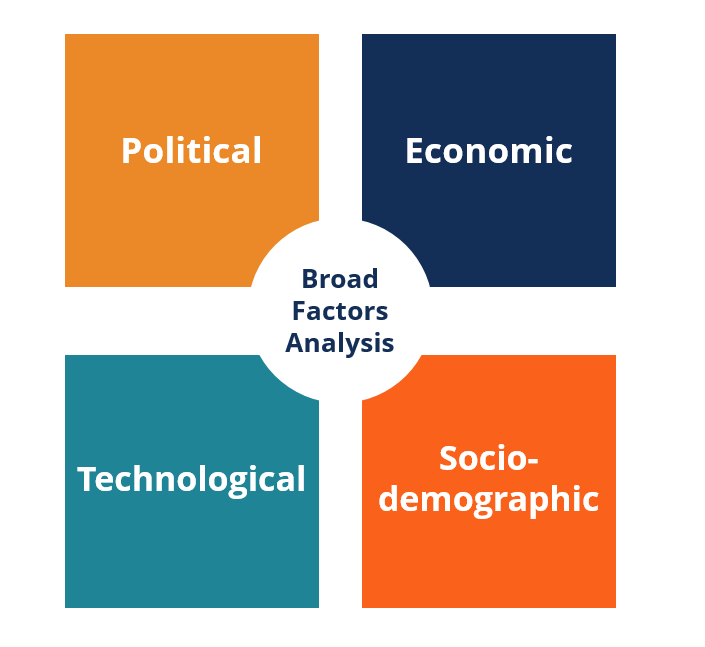 Political
Economic
Broad
Factors
Analysis
Technological
Socio-
demographic